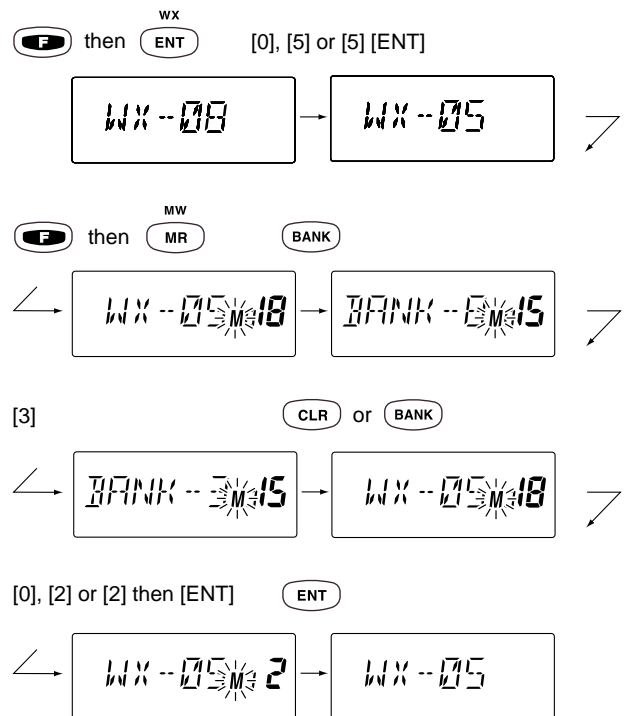 WX
F then ENT [0], [5] or [5] [ENT]
WX--08 WX--05
MW
F then MR BANK
WX--05 M 18 BANK-- M 15
[3] CLR or BANK
BANK--3 M 15 WX--05 M 18
[0], [2] or [2] then [ENT] ENT
WX--05 M 2 WX--05